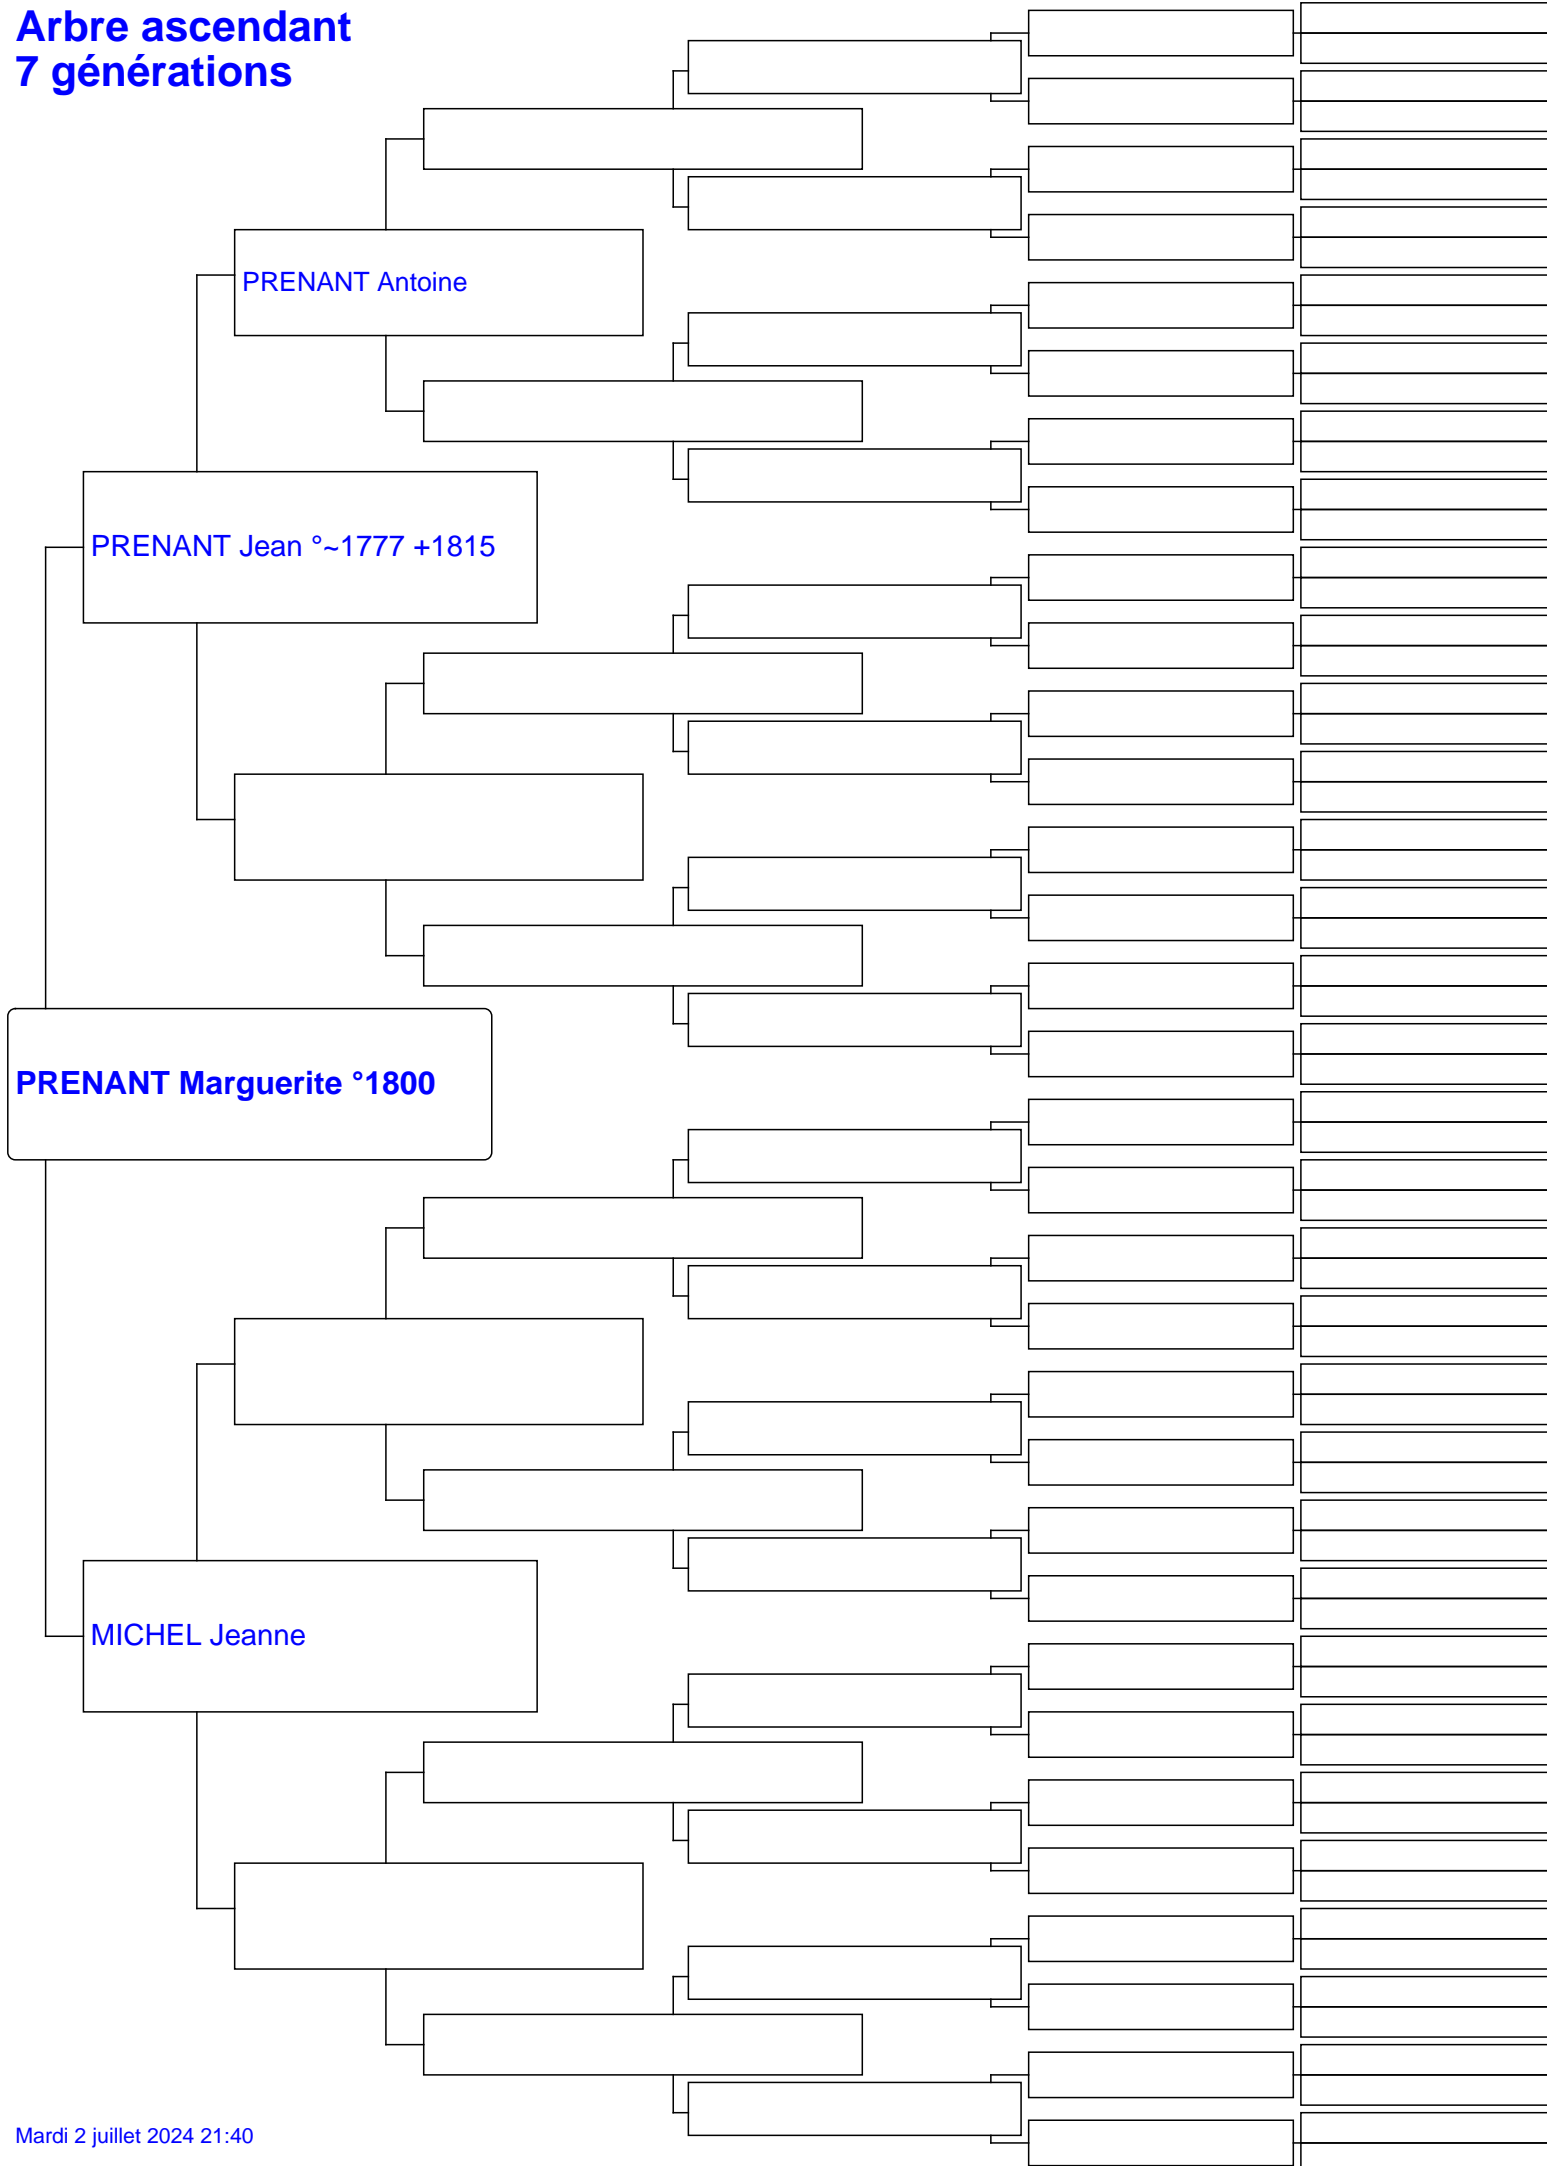 Arbre ascendant
7 générations
PRENANT Antoine
PRENANT Jean °~1777 +1815
PRENANT Marguerite °1800
MICHEL Jeanne
Mardi 2 juillet 2024 21:40